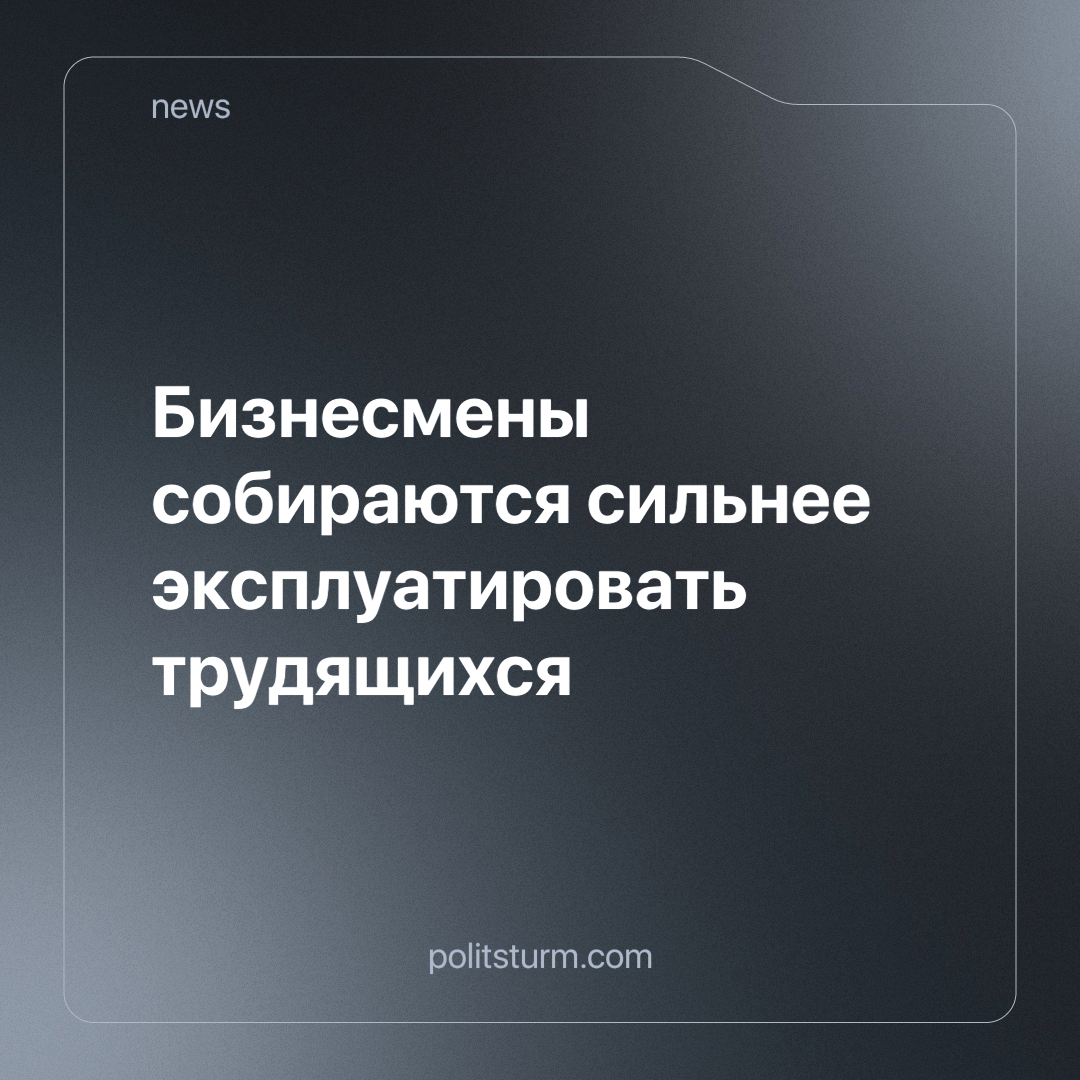 news
Бизнесмены
собираются сильнее
эксплуатировать
трудящихся
politsturm.com